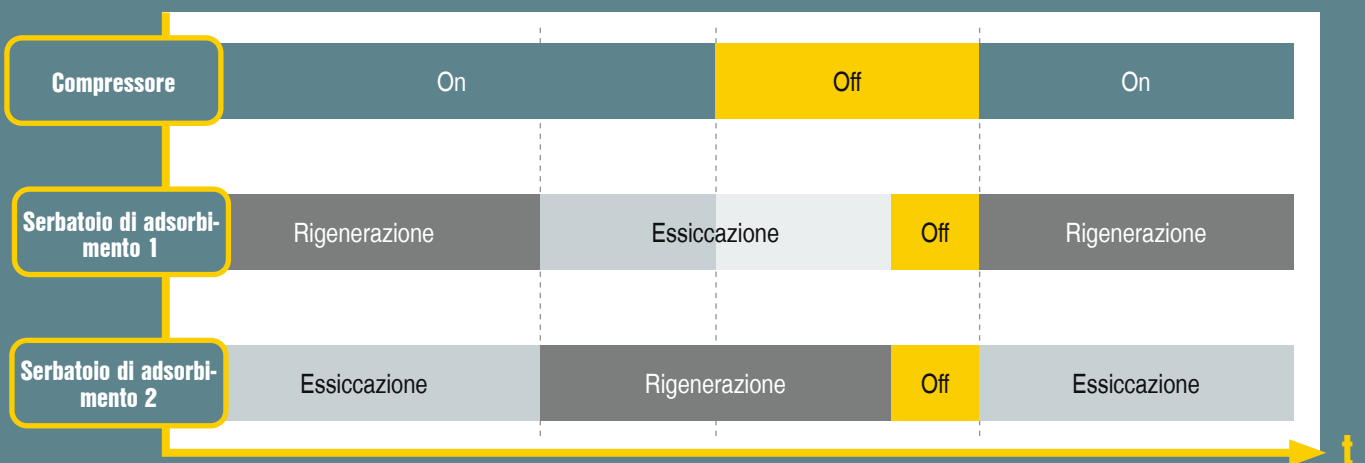 Compressore
On
Off
On
Serbatoio di adsorbi-
mento 1
Rigenerazione
Essiccazione
Off
Rigenerazione
Serbatoio di adsorbi-
mento 2
Essiccazione
Rigenerazione
Off
Essiccazione
t